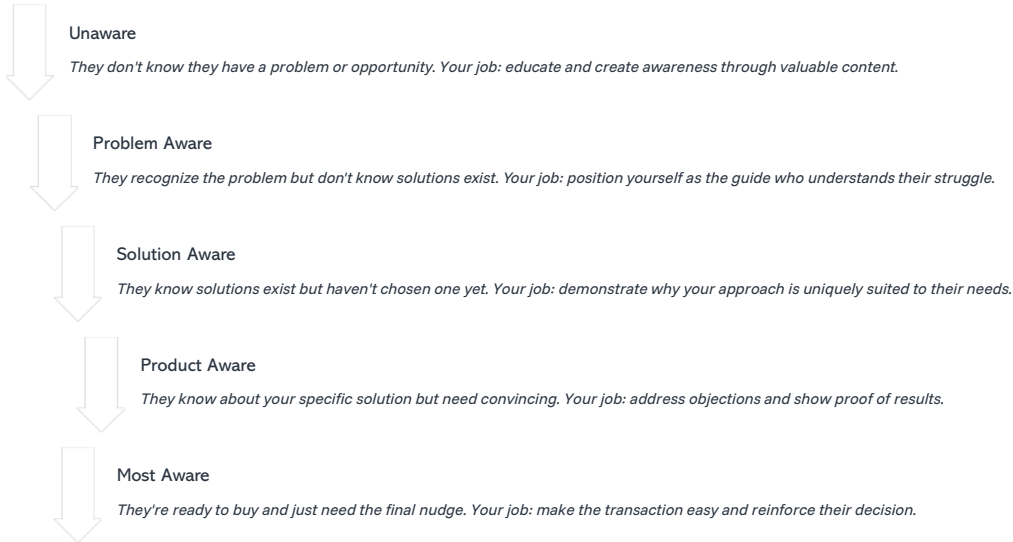 Unaware
They don't know they have a problem or opportunity. Your job: educate and create awareness through valuable content.
Problem Aware
They recognize the problem but don't know solutions exist. Your job: position yourself as the guide who understands their struggle.
Solution Aware
They know solutions exist but haven't chosen one yet. Your job: demonstrate why your approach is uniquely suited to their needs.
Product Aware
They know about your specific solution but need convincing. Your job: address objections and show proof of results.
Most Aware
They're ready to buy and just need the final nudge. Your job: make the transaction easy and reinforce their decision.